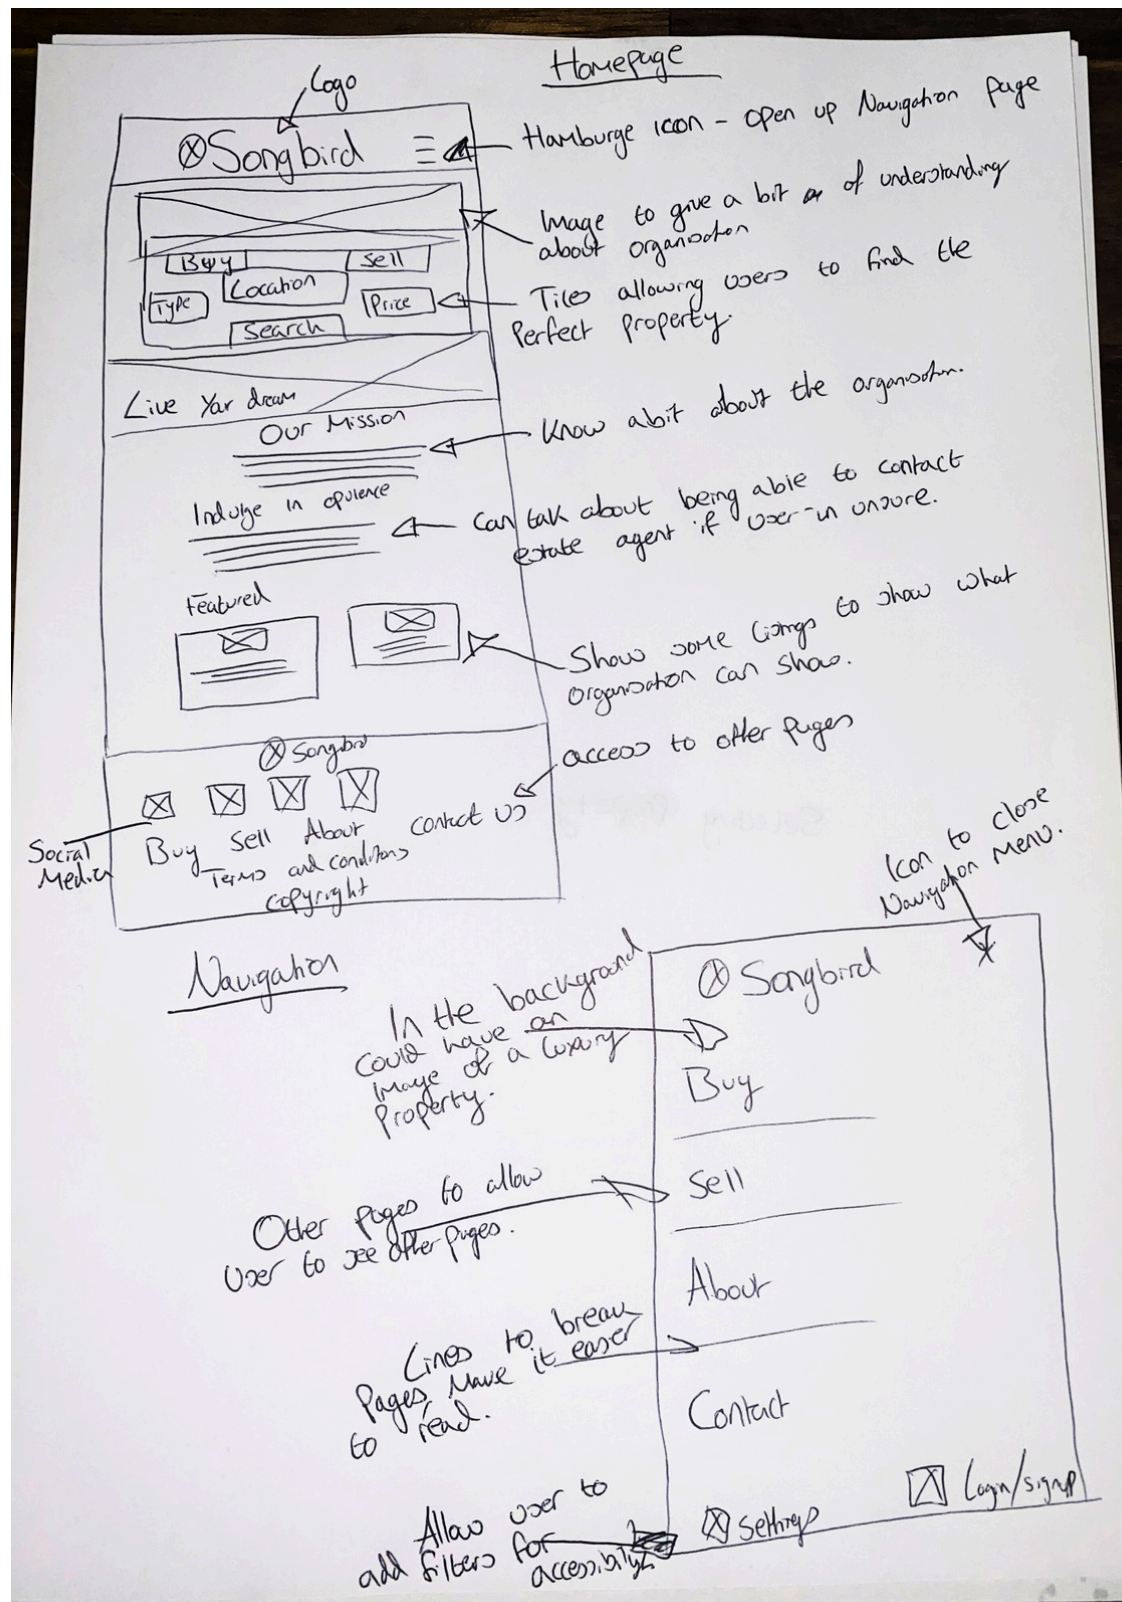 Homepage
Logo
Songbird
Hamburge icon - open up Navigation page
Image to give a bit of understanding
about organisation
Buy
Sell
Location
Type
Price
Search
Tiles allowing users to find the
Perfect property.
Live Your dream
Our Mission
Know a bit about the organisation.
Indulge in opulence
Can talk about being able to contact
estate agent if user in unsure.
Featured
Show some listings to show what
organisation can show.
Songbird
access to other pages
Social
Media
Buy Sell About Contact us
Terms and conditions
copyright
Navigation
Icon to close
Navigation Menu.
Songbird
In the background
could have an
image of a luxury
property.
Buy
Sell
Other pages to allow
User to see other pages.
About
Lines to break
Pages, Make it easer
to read.
Contact
Allow user to
add filters for
accessibility
Settings
Login/signup